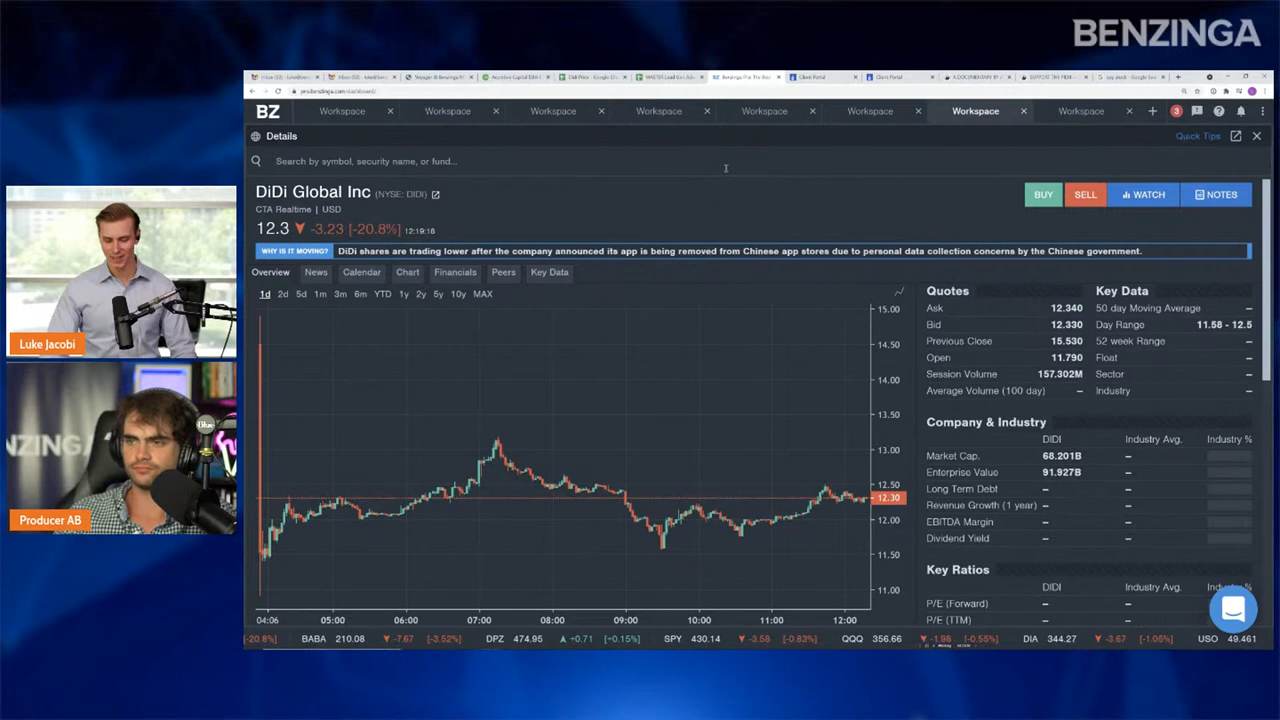 BENZINGA
BZ Workspace Workspace Workspace Workspace Workspace Workspace Workspace Workspace 3
pro.benzinga.com/dashboard/
Details
Quick Tips
Search by symbol, security name, or fund...
DiDi Global Inc (NYSE: DIDI)
BUY SELL WATCH NOTES
CTA Realtime | USD
12.3 -3.23 [-20.8%] 12:19:18
WHY IS IT MOVING? DiDi shares are trading lower after the company announced its app is being removed from Chinese app stores due to personal data collection concerns by the Chinese government.
Overview News Calendar Chart Financials Peers Key Data
1d 2d 5d 1m 3m 6m YTD 1y 2y 5y 10y MAX
15.00
14.50
14.00
13.50
13.00
12.50
12.30
12.00
11.50
11.00
04:06 05:00 06:00 07:00 08:00 09:00 10:00 11:00 12:00
Quotes
Ask 12.340
Bid 12.330
Previous Close 15.530
Open 11.790
Session Volume 157.302M
Average Volume (100 day) –
Key Data
50 day Moving Average –
Day Range 11.58 - 12.5
52 week Range –
Float –
Sector –
Industry –
Company & Industry
DIDI Industry Avg. Industry %
Market Cap. 68.201B –
Enterprise Value 91.927B –
Long Term Debt – –
Revenue Growth (1 year) – –
EBITDA Margin – –
Dividend Yield – –
Key Ratios
DIDI Industry Avg. Industry %
P/E (Forward) – –
P/E (TTM) – –
[-20.8%] BABA 210.08 -7.67 [-3.52%] DPZ 474.95 +0.71 [+0.15%] SPY 430.14 -3.58 [-0.83%] QQQ 356.66 -1.98 [-0.55%] DIA 344.27 -3.67 [-1.05%] USO 49.461
Luke Jacobi
NZINGA
Blue
Producer AB